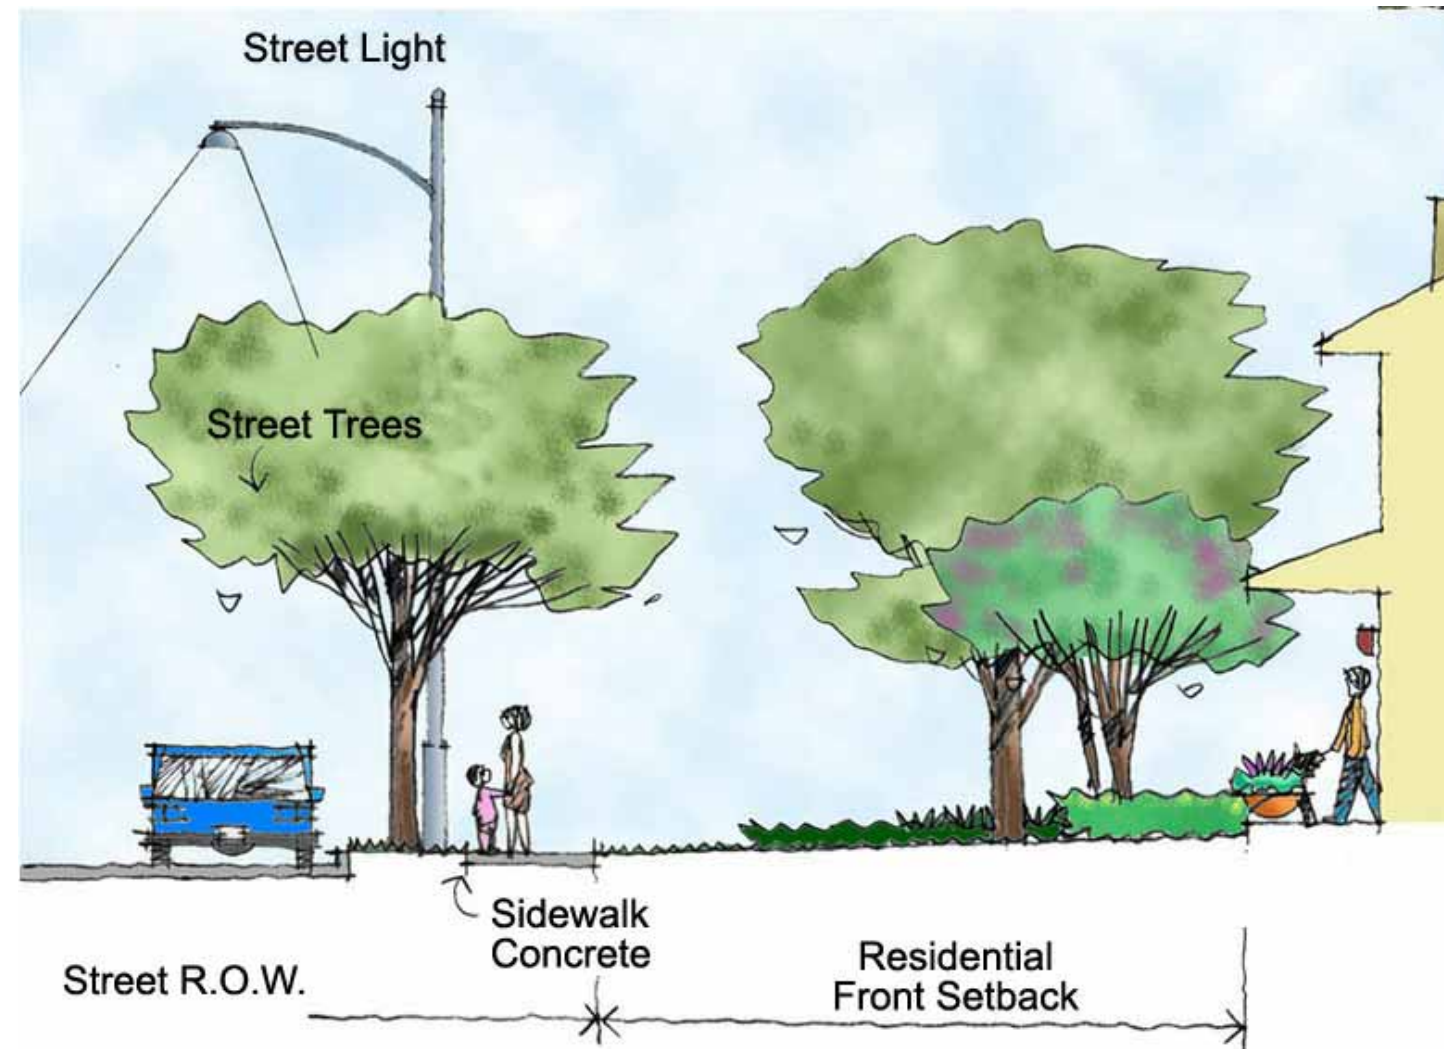 Street Light
Street Trees
Sidewalk
Concrete
Street R.O.W.
Residential
Front Setback